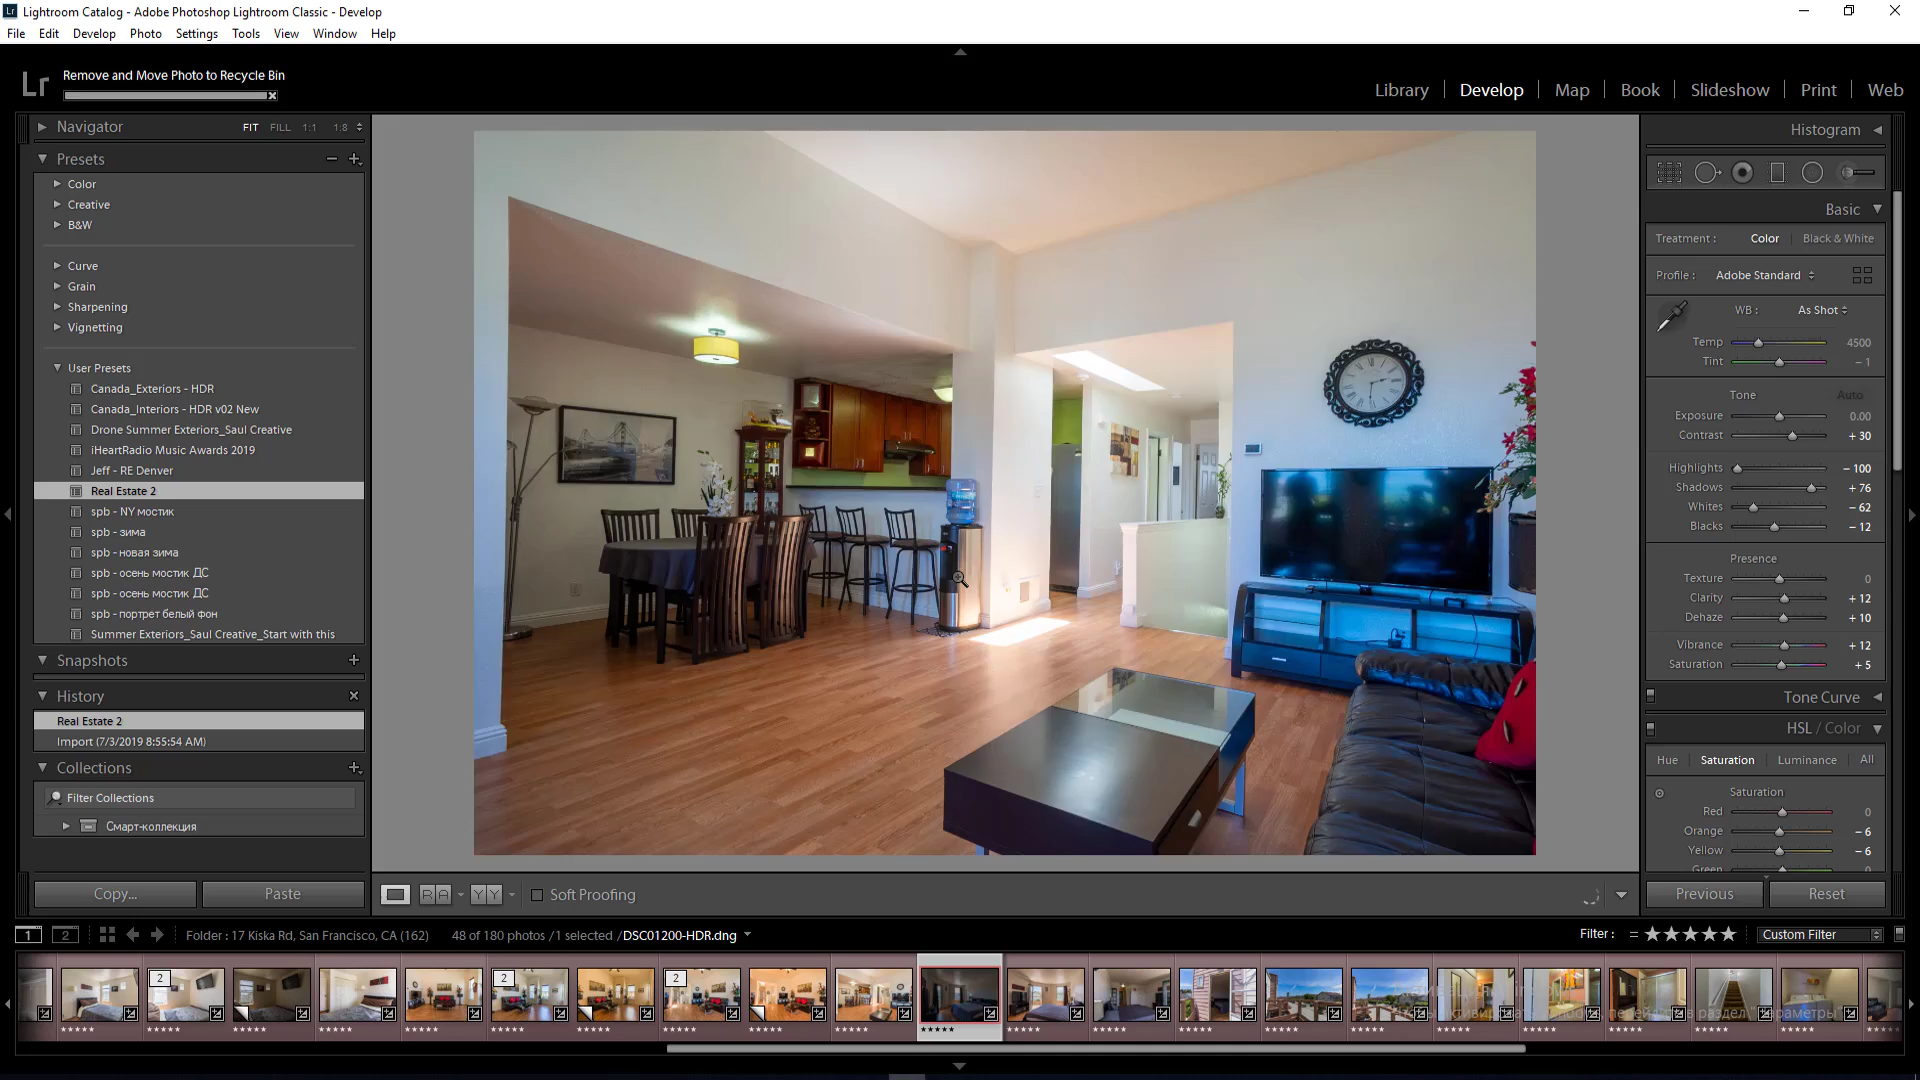 Lightroom Catalog - Adobe Photoshop Lightroom Classic - Develop
File Edit Develop Photo Settings Tools View Window Help
Lr
Remove and Move Photo to Recycle Bin
Library Develop Map Book Slideshow Print Web
Navigator FIT FILL 1:1 1:8
Presets
Color
Creative
B&W
Curve
Grain
Sharpening
Vignetting
User Presets
Canada_Exteriors - HDR
Canada_Interiors - HDR v02 New
Drone Summer Exteriors_Saul Creative
iHeartRadio Music Awards 2019
Jeff - RE Denver
Real Estate 2
spb - NY мостик
spb - зима
spb - новая зима
spb - осень мостик ДС
spb - осень мостик ДС
spb - портрет белый фон
Summer Exteriors_Saul Creative_Start with this
Snapshots
History
Real Estate 2
Import (7/3/2019 8:55:54 AM)
Collections
Filter Collections
Смарт-коллекция
Copy... Paste
Soft Proofing
Histogram
Basic
Treatment : Color Black & White
Profile : Adobe Standard
WB : As Shot
Temp 4500
Tint - 1
Tone Auto
Exposure 0.00
Contrast + 30
Highlights - 100
Shadows + 76
Whites - 62
Blacks - 12
Presence
Texture 0
Clarity + 12
Dehaze + 10
Vibrance + 12
Saturation + 5
Tone Curve
HSL / Color
Hue Saturation Luminance All
Saturation
Red 0
Orange - 6
Yellow - 6
Green 0
Previous Reset
1 2 Folder : 17 Kiska Rd, San Francisco, CA (162) 48 of 180 photos /1 selected /DSC01200-HDR.dng Filter : Custom Filter
2 2 2